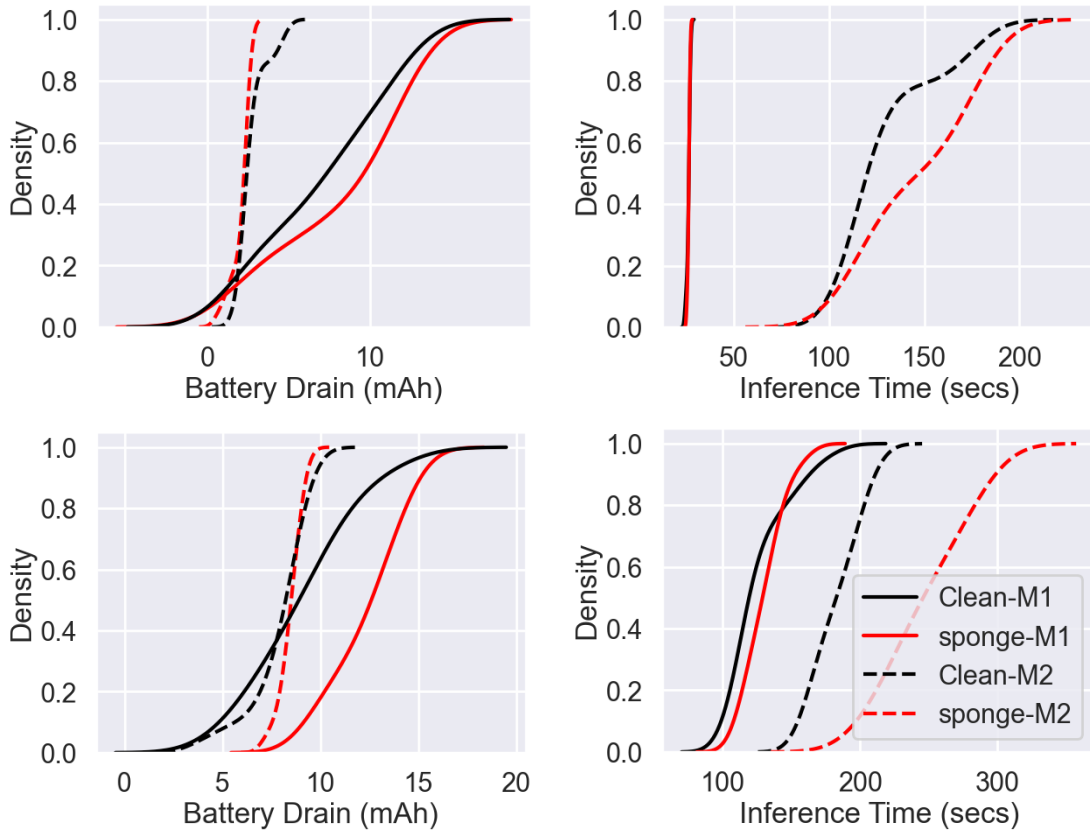 1.0
0.8
0.6
0.4
0.2
0.0
Density
0 10
Battery Drain (mAh)
1.0
0.8
0.6
0.4
0.2
0.0
Density
50 100 150 200
Inference Time (secs)
1.0
0.8
0.6
0.4
0.2
0.0
Density
0 5 10 15 20
Battery Drain (mAh)
1.0
0.8
0.6
0.4
0.2
0.0
Density
100 200 300
Inference Time (secs)
Clean-M1
sponge-M1
Clean-M2
sponge-M2